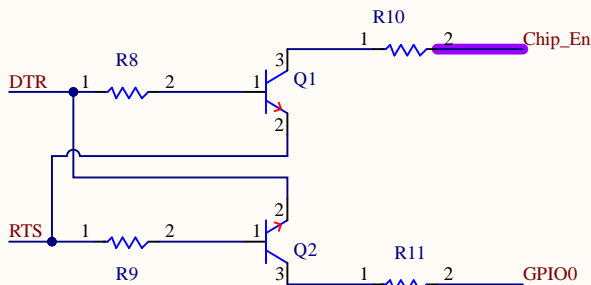 R10
1 2 Chip_En
R8
3
DTR 1 2 1 Q1
2
2
RTS 1 2 1 Q2
R11
R9
3 1 2 GPIO0